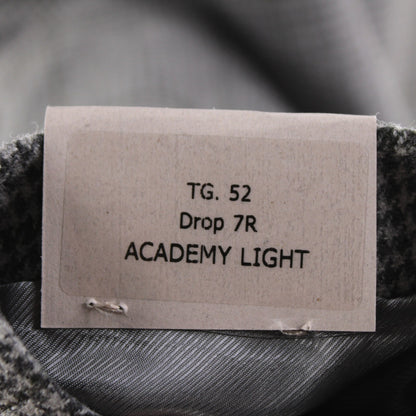 TG. 52
Drop 7R
ACADEMY LIGHT